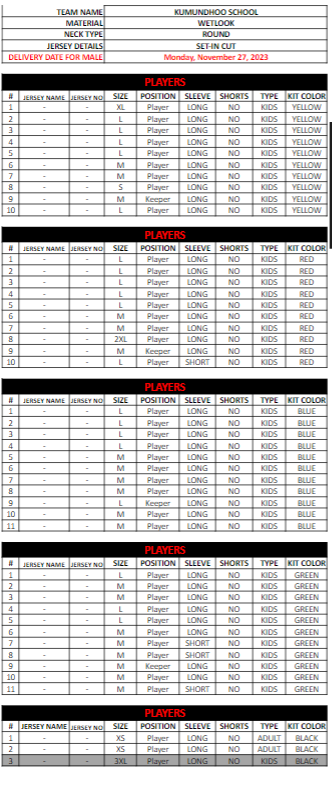 TEAM NAME KUMUNDHOO SCHOOL
MATERIAL WETLOOK
NECK TYPE ROUND
JERSEY DETAILS SET-IN CUT
DELIVERY DATE FOR MALE Monday, November 27, 2023
PLAYERS
# JERSEY NAME JERSEY NO SIZE POSITION SLEEVE SHORTS TYPE KIT COLOR
1 - - XL Player LONG NO KIDS YELLOW
2 - - L Player LONG NO KIDS YELLOW
3 - - L Player LONG NO KIDS YELLOW
4 - - L Player LONG NO KIDS YELLOW
5 - - L Player LONG NO KIDS YELLOW
6 - - M Player LONG NO KIDS YELLOW
7 - - M Player LONG NO KIDS YELLOW
8 - - S Player LONG NO KIDS YELLOW
9 - - M Keeper LONG NO KIDS YELLOW
10 - - L Player LONG NO KIDS YELLOW
PLAYERS
# JERSEY NAME JERSEY NO SIZE POSITION SLEEVE SHORTS TYPE KIT COLOR
1 - - L Player LONG NO KIDS RED
2 - - L Player LONG NO KIDS RED
3 - - L Player LONG NO KIDS RED
4 - - L Player LONG NO KIDS RED
5 - - L Player LONG NO KIDS RED
6 - - M Player LONG NO KIDS RED
7 - - M Player LONG NO KIDS RED
8 - - 2XL Player LONG NO KIDS RED
9 - - M Keeper LONG NO KIDS RED
10 - - L Player SHORT NO KIDS RED
PLAYERS
# JERSEY NAME JERSEY NO SIZE POSITION SLEEVE SHORTS TYPE KIT COLOR
1 - - L Player LONG NO KIDS BLUE
2 - - L Player LONG NO KIDS BLUE
3 - - L Player LONG NO KIDS BLUE
4 - - L Player LONG NO KIDS BLUE
5 - - M Player LONG NO KIDS BLUE
6 - - M Player LONG NO KIDS BLUE
7 - - M Player LONG NO KIDS BLUE
8 - - M Player LONG NO KIDS BLUE
9 - - L Keeper LONG NO KIDS BLUE
10 - - M Player LONG NO KIDS BLUE
11 - - M Player LONG NO KIDS BLUE
PLAYERS
# JERSEY NAME JERSEY NO SIZE POSITION SLEEVE SHORTS TYPE KIT COLOR
1 - - L Player LONG NO KIDS GREEN
2 - - M Player LONG NO KIDS GREEN
3 - - M Player LONG NO KIDS GREEN
4 - - L Player LONG NO KIDS GREEN
5 - - L Player LONG NO KIDS GREEN
6 - - M Player LONG NO KIDS GREEN
7 - - M Player SHORT NO KIDS GREEN
8 - - M Player SHORT NO KIDS GREEN
9 - - M Keeper LONG NO KIDS GREEN
10 - - M Player LONG NO KIDS GREEN
11 - - M Player SHORT NO KIDS GREEN
PLAYERS
# JERSEY NAME JERSEY NO SIZE POSITION SLEEVE SHORTS TYPE KIT COLOR
1 - - XS Player LONG NO ADULT BLACK
2 - - XS Player LONG NO ADULT BLACK
3 - - 3XL Player LONG NO KIDS BLACK